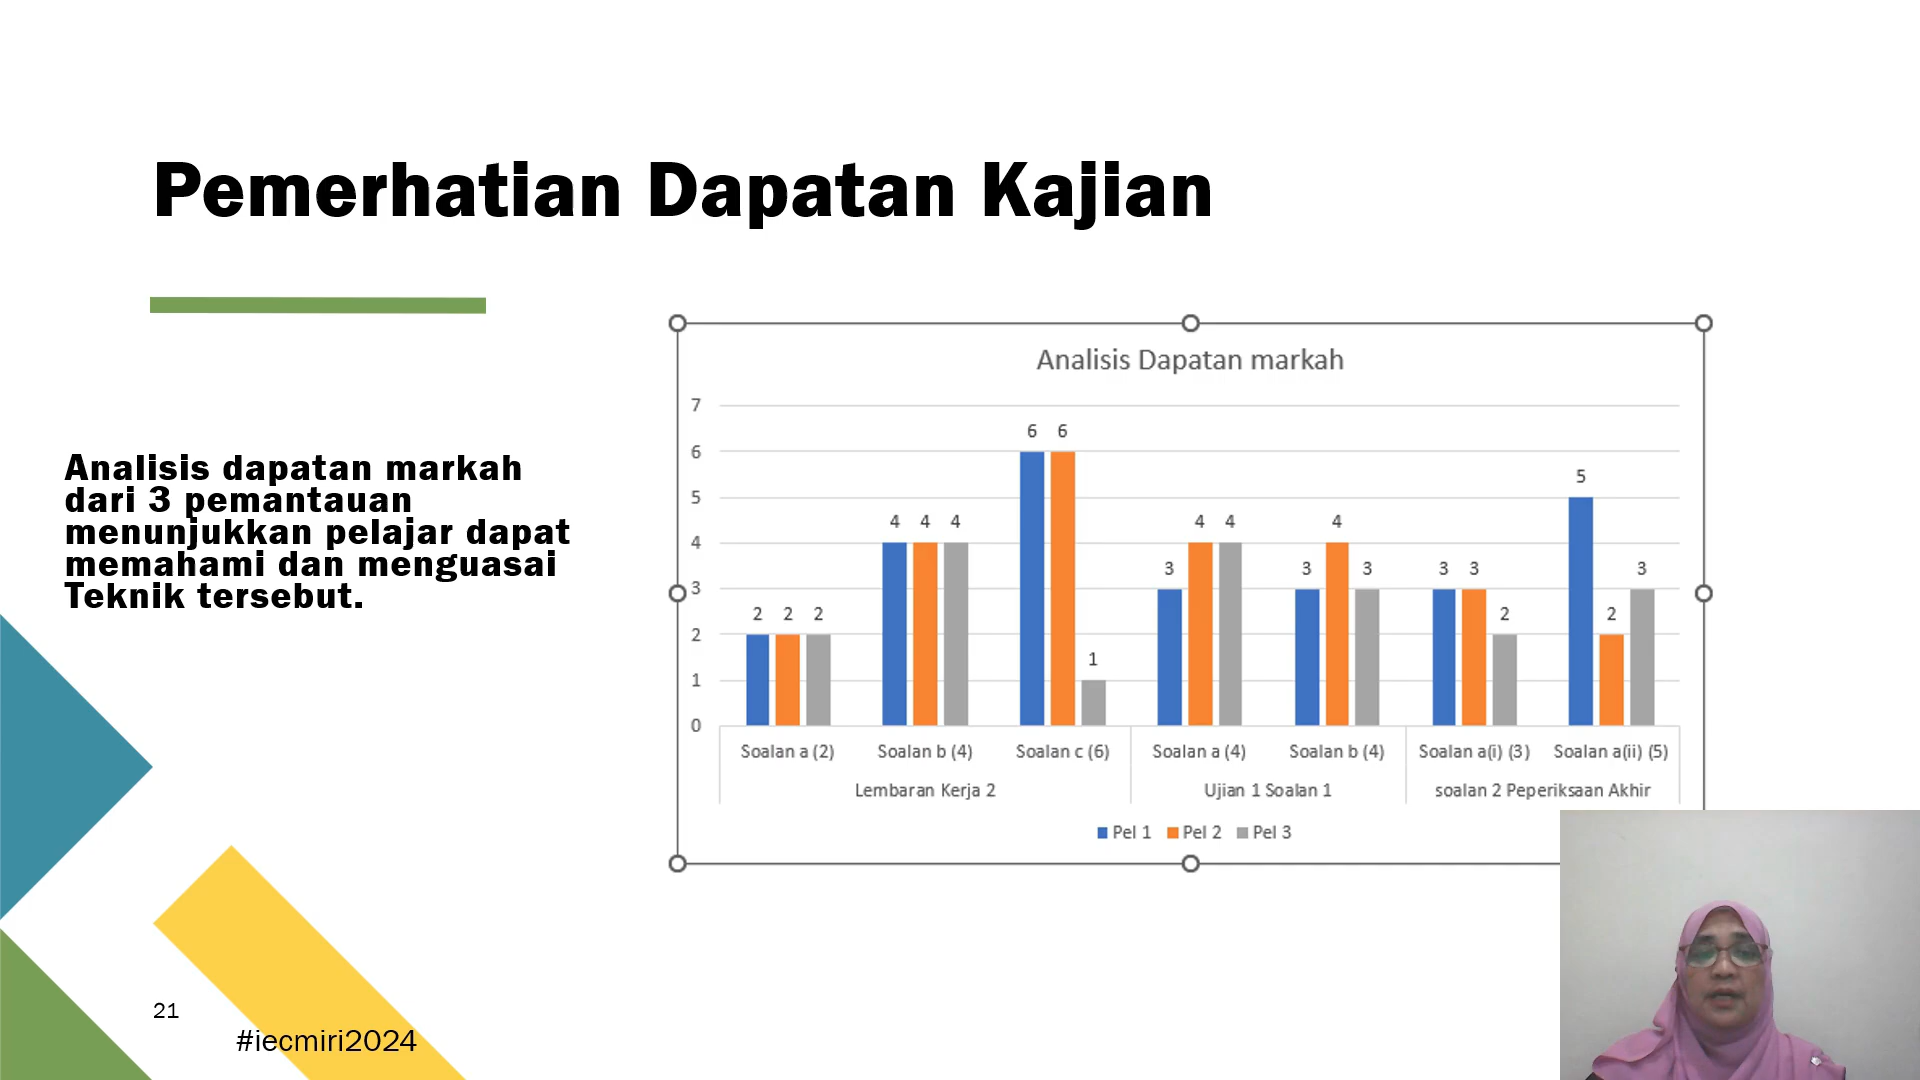 Pemerhatian Dapatan Kajian
Analisis dapatan markah
dari 3 pemantauan
menunjukkan pelajar dapat
memahami dan menguasai
Teknik tersebut.
Analisis Dapatan markah
7
6
5
4
3
2
1
0
2 2 2
4 4 4
6 6 1
3 4 4
3 4 3
3 3 2
5 2 3
Soalan a (2) Soalan b (4) Soalan c (6) Soalan a (4) Soalan b (4) Soalan a(i) (3) Soalan a(ii) (5)
Lembaran Kerja 2 Ujian 1 Soalan 1 soalan 2 Peperiksaan Akhir
Pel 1 Pel 2 Pel 3
21
#iecmiri2024